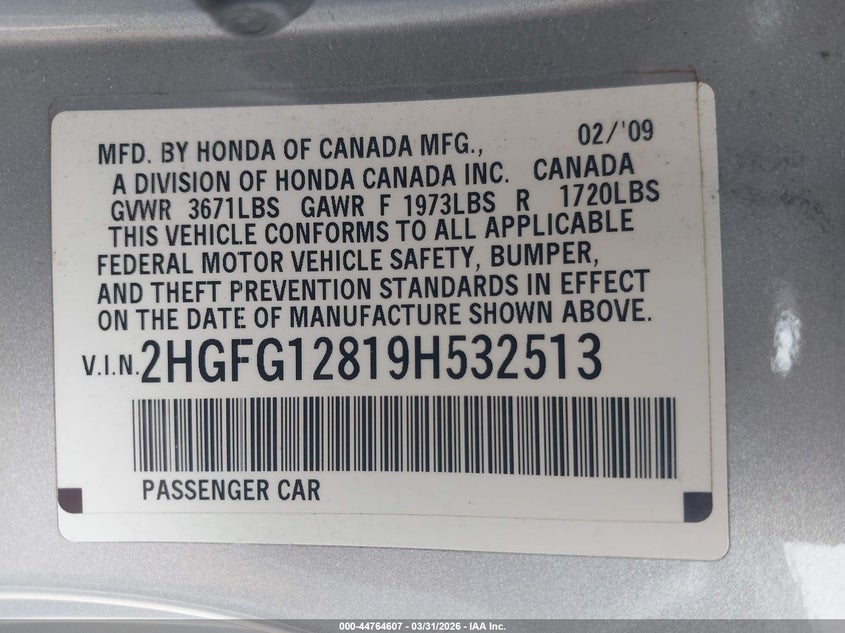 02/'09
MFD. BY HONDA OF CANADA MFG.,
A DIVISION OF HONDA CANADA INC. CANADA
GVWR 3671LBS GAWR F 1973LBS R 1720LBS
THIS VEHICLE CONFORMS TO ALL APPLICABLE
FEDERAL MOTOR VEHICLE SAFETY, BUMPER,
AND THEFT PREVENTION STANDARDS IN EFFECT
ON THE DATE OF MANUFACTURE SHOWN ABOVE.
V.I.N. 2HGFG12819H532513
PASSENGER CAR
000-44764607 - 03/31/2026 - IAA Inc.